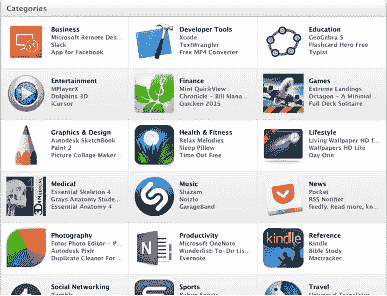 Categories
Business
Microsoft Remote Des...
Slack
App for Facebook
Developer Tools
Xcode
TextWrangler
Free MP4 Converter
Education
GeoGebra 5
Flashcard Hero Free
Typist
Entertainment
MPlayerX
Dolphins 3D
iCursor
Finance
Mint QuickView
Chronicle - Bill Mana...
Quicken 2015
Games
Extreme Landings
Octagon - A Minimal
Full Deck Solitaire
Graphics & Design
Autodesk SketchBook
Paint 2
Picture Collage Maker...
Health & Fitness
Relax Melodies
Sleep Pillow
Time Out Free
Lifestyle
Living Wallpaper HD f...
Wallpapers HD Lite
Day One
Medical
Essential Skeleton 4
Grays Anatomy Stude...
Essential Anatomy 4
Music
Shazam
Noizio
GarageBand
News
Pocket
RSS Notifier
feedly. Read more, kn...
Photography
Fotor Photo Editor - P...
Autodesk Pixlr
Duplicate Cleaner For...
Productivity
Microsoft OneNote
Wunderlist: To-Do Lis...
Evernote
kindle
Reference
Kindle
Bible Study
Mactracker
Social Networking
Sports
Travel